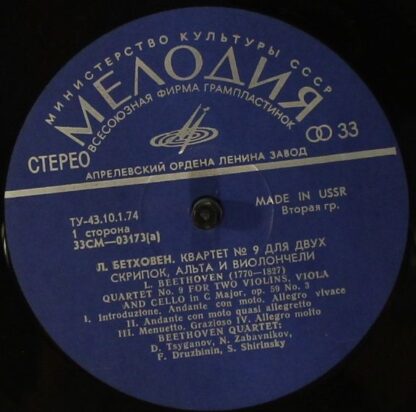 МИНИСТЕРСТВО КУЛЬТУРЫ СССР
МЕЛОДИЯ
ВСЕСОЮЗНАЯ ФИРМА ГРАМПЛАСТИНОК
СТЕРЕО
33
АПРЕЛЕВСКИЙ ОРДЕНА ЛЕНИНА ЗАВОД
ТУ-43.10.1.74
1 сторона
33СМ—03173(а)
MADE IN USSR
Вторая гр.
Л. БЕТХОВЕН. КВАРТЕТ № 9 ДЛЯ ДВУХ
СКРИПОК, АЛЬТА И ВИОЛОНЧЕЛИ
L. BEETHOVEN (1770—1827)
QUARTET No. 9 FOR TWO VIOLINS, VIOLA
AND CELLO in C Major, op. 59 No. 3
I. Introduzione. Andante con moto. Allegro vivace
II. Andante con moto quasi allegretto
III. Menuetto. Grazioso IV. Allegro molto
BEETHOVEN QUARTET:
D. Tsyganov, N. Zabavnikov,
F. Druzhinin, S. Shirinsky